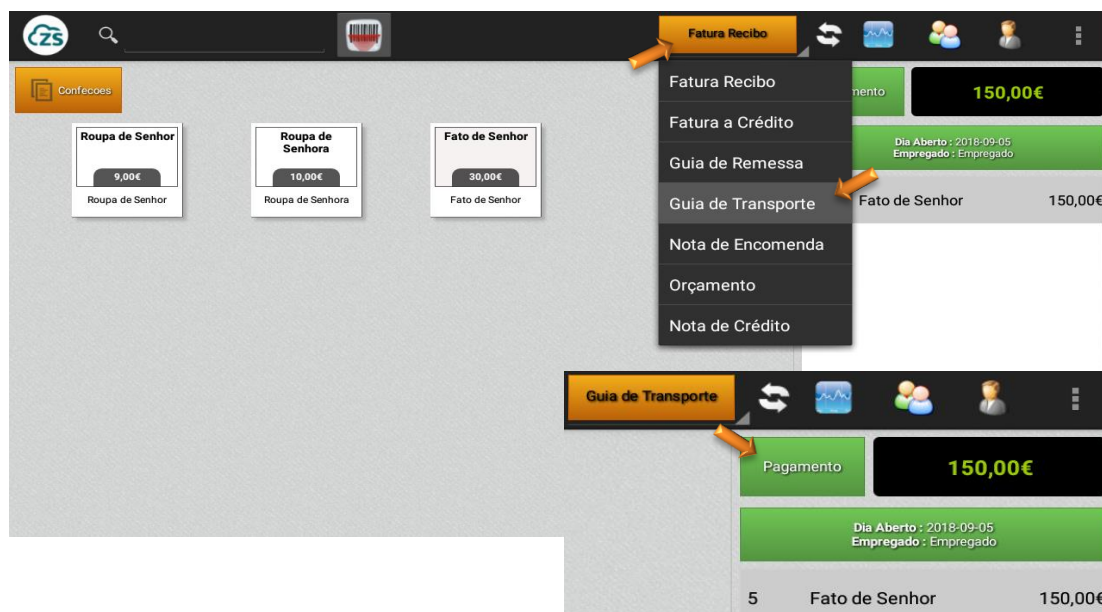 ZS
Fatura Recibo
Confecoes
Roupa de Senhor
9,00€
Roupa de Senhor
Roupa de
Senhora
10,00€
Roupa de Senhora
Fato de Senhor
30,00€
Fato de Senhor
Fatura Recibo
Fatura a Crédito
Guia de Remessa
Guia de Transporte
Nota de Encomenda
Orçamento
Nota de Crédito
mento
150,00€
Dia Aberto : 2018-09-05
Empregado : Empregado
Fato de Senhor 150,00€
Guia de Transporte
Pagamento
150,00€
Dia Aberto : 2018-09-05
Empregado : Empregado
5 Fato de Senhor 150,00€